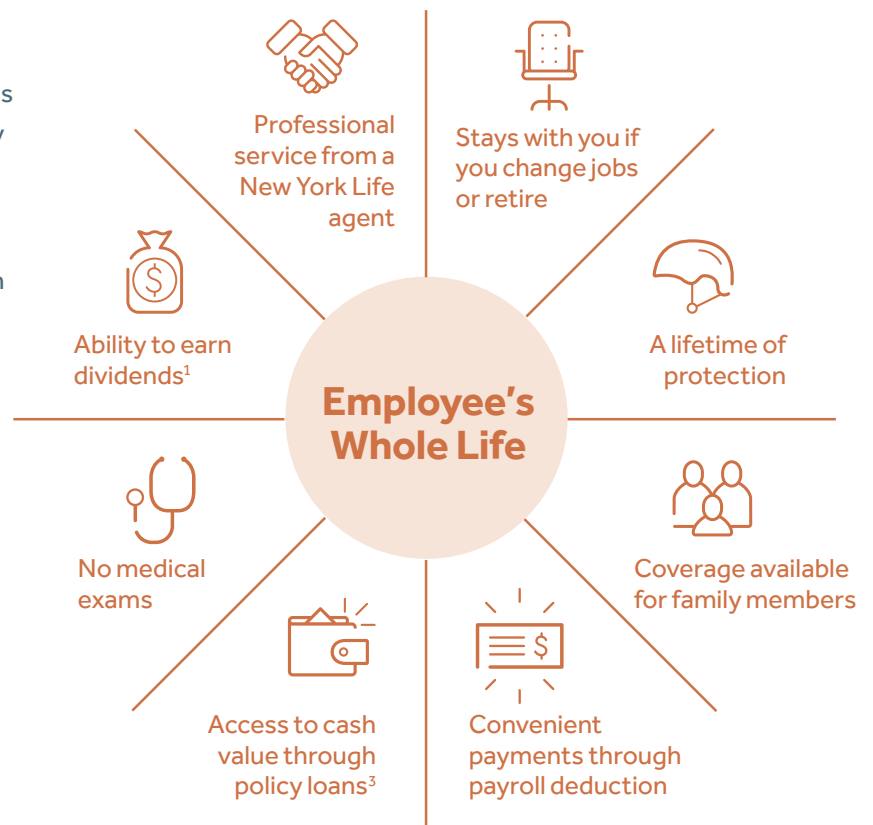 Professional
service from a
New York Life
agent
Stays with you if
you change jobs
or retire
A lifetime of
protection
Coverage available
for family members
Convenient
payments through
payroll deduction
Access to cash
value through
policy loans³
No medical
exams
Ability to earn
dividends¹
Employee’s
Whole Life